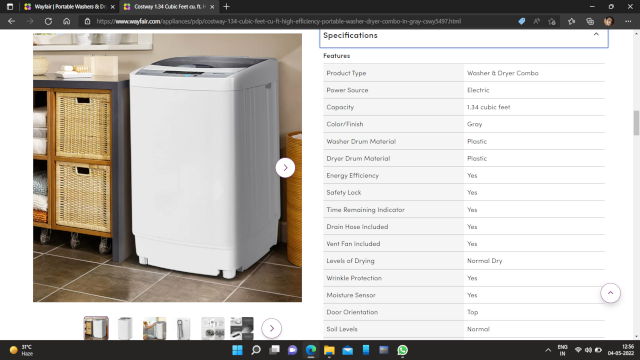 Wayfair | Portable Washers & Dr
Costway 1.34 Cubic Feet cu. ft. H
https://www.wayfair.com/appliances/pdp/costway-134-cubic-feet-cu-ft-high-efficiency-portable-washer-dryer-combo-in-gray-cswy5497.html
Specifications
Features
Product Type Washer & Dryer Combo
Power Source Electric
Capacity 1.34 cubic feet
Color/Finish Gray
Washer Drum Material Plastic
Dryer Drum Material Plastic
Energy Efficiency Yes
Safety Lock Yes
Time Remaining Indicator Yes
Drain Hose Included Yes
Vent Fan Included Yes
Levels of Drying Normal Dry
Wrinkle Protection Yes
Moisture Sensor Yes
Door Orientation Top
Soil Levels Normal
31°C
Haze
ENG
IN
12:56
04-05-2022